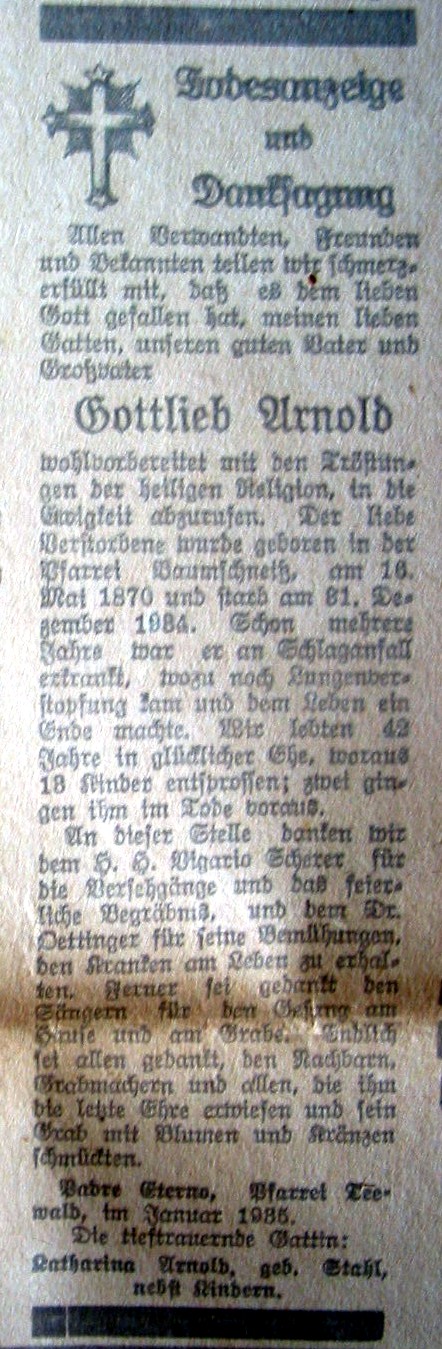 Todesanzeige
und
Danksagung
Allen Verwandten, Freunden
und Bekannten teilen wir schmerz-
erfüllt mit, daß es dem lieben
Gott gefallen hat, meinen lieben
Gatten, unseren guten Vater und
Großvater
Gottlieb Arnold
wohlvorbereitet mit den Tröstun-
gen der heiligen Religion, in die
Ewigkeit abzurufen. Der liebe
Verstorbene wurde geboren in der
Pfarrei Baumschneiß, am 16.
Mai 1870 und starb am 31. De-
zember 1934. Schon mehrere
Jahre war er an Schlaganfall
erkrankt, wozu noch Lungenver-
stopfung kam und dem Leben ein
Ende machte. Wir lebten 42
Jahre in glücklicher Ehe, woraus
13 Kinder entsprossen; zwei gin-
gen ihm im Tode voraus.
An dieser Stelle danken wir
dem H. H. Vigario Scherer für
die Versehgänge und das feier-
liche Begräbnis, und dem Dr.
Oettinger für seine Bemühungen,
den Kranken am Leben zu erhal-
ten. Ferner sei gedankt den
Sängern für den Gesang am
Hause und am Grabe. Endlich
sei allen gedankt, den Nachbarn,
Grabmachern und allen, die ihm
die letzte Ehre erwiesen und sein
Grab mit Blumen und Kränzen
schmückten.
Padre Eterno, Pfarrei Tee-
wald, im Januar 1935.
Die tieftrauernde Gattin:
Katharina Arnold, geb. Stahl,
nebst Kindern.